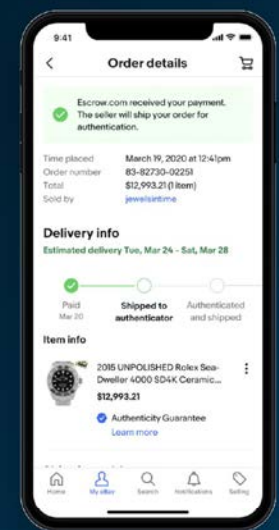 9:41
Order details
Escrow.com received your payment.
The seller will ship your order for
authentication.
Time placed March 19, 2020 at 12:41pm
Order number 83-82730-02251
Total $12,993.21 (1 item)
Sold by jewelsintime
Delivery info
Estimated delivery Tue, Mar 24 - Sat, Mar 28
Paid Shipped to Authenticated
Mar 20 authenticator and shipped
Item info
2015 UNPOLISHED Rolex Sea-
Dweller 4000 SD4K Ceramic...
$12,993.21
Authenticity Guarantee
Learn more
Home My eBay Search Notifications Selling